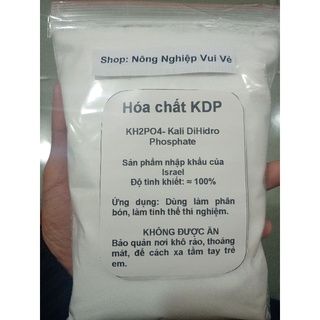 Shop: Nông Nghiệp Vui Vẻ
Hóa chất KDP
KH2PO4- Kali DiHidro
Phosphate
Sản phẩm nhập khẩu của
Israel
Độ tinh khiết: ≈ 100%
Ứng dụng: Dùng làm phân
bón, làm tinh thể thí nghiệm.
KHÔNG ĐƯỢC ĂN
Bảo quản nơi khô ráo, thoáng
mát, để cách xa tầm tay trẻ
em.